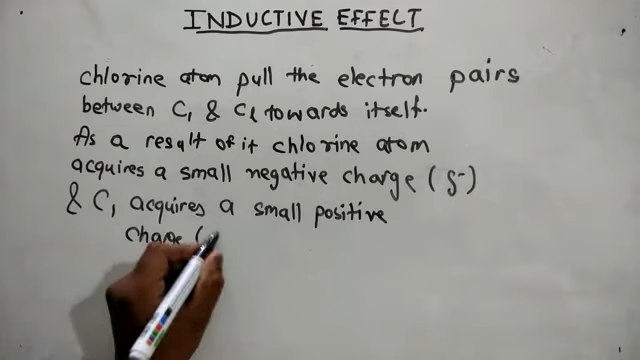 INDUCTIVE EFFECT
chlorine atom pull the electron pairs
between C₁ & Cl towards itself.
As a result of it chlorine atom
acquires a small negative charge (δ⁻)
& C₁ acquires a small positive
charge (